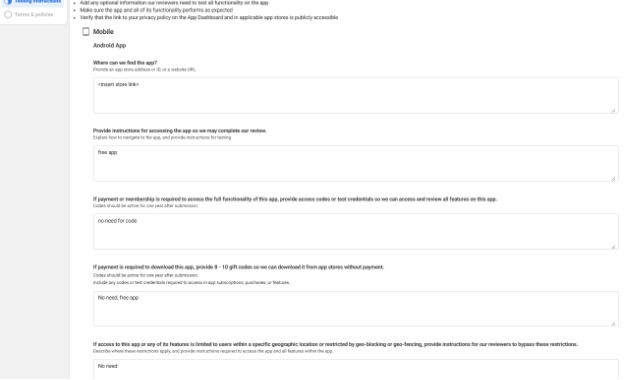 Testing instructions
Terms & policies
Add any optional information our reviewers need to test all functionality on the app
Make sure the app and all of its functionality performs as expected
Verify that the link to your privacy policy on the App Dashboard and in applicable app stores is publicly accessible
Mobile
Android App
Where can we find the app?
Provide an app store address or ID, or a website URL.
<insert store link>
Provide instructions for accessing the app so we may complete our review.
Explain how to navigate to the app, and provide instructions for testing.
free app
If payment or membership is required to access the full functionality of this app, provide access codes or test credentials so we can access and review all features on this app.
Codes should be active for one year after submission.
no need for code
If payment is required to download this app, provide 8 - 10 gift codes so we can download it from app stores without payment.
Codes should be active for one year after submission.
Include any codes or test credentials required to access in-app subscriptions, purchases, or features
No need, free app
If access to this app or any of its features is limited to users within a specific geographic location or restricted by geo-blocking or geo-fencing, provide instructions for our reviewers to bypass these restrictions.
Describe where these restrictions apply, and provide instructions required to access the app and all features within the app.
No need